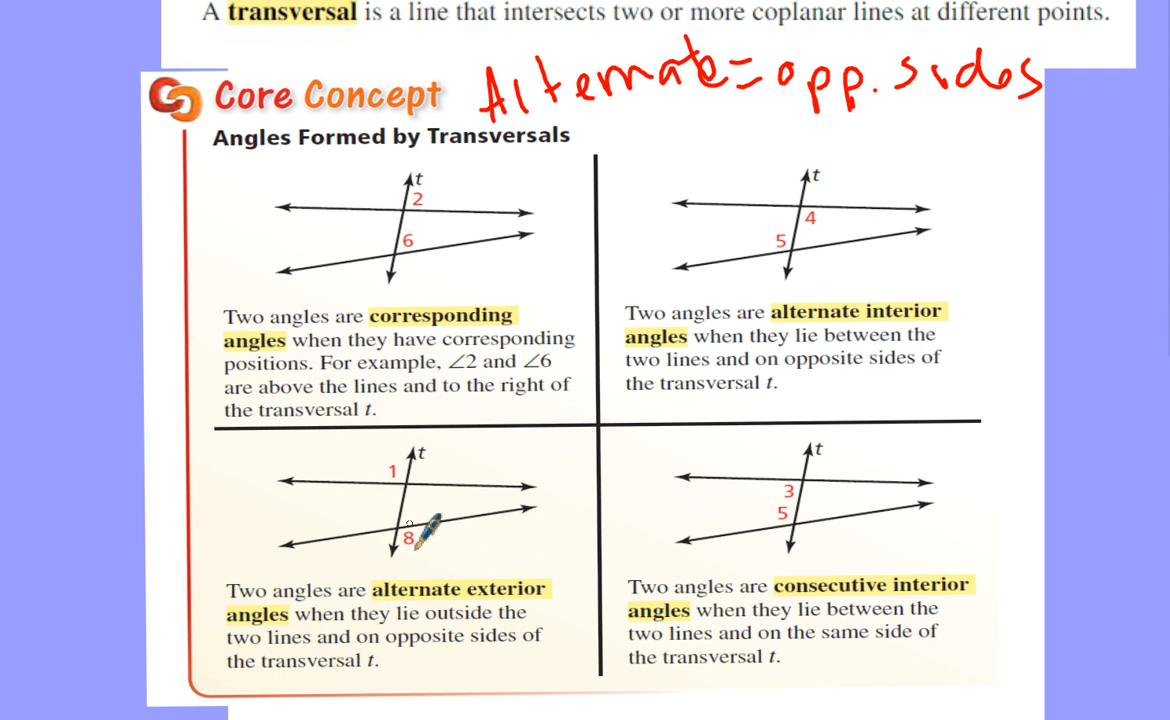 A transversal is a line that intersects two or more coplanar lines at different points.
Core Concept
Alternate = opp. sides
Angles Formed by Transversals
t
2
6
Two angles are corresponding
angles when they have corresponding
positions. For example, ∠2 and ∠6
are above the lines and to the right of
the transversal t.
t
4
5
Two angles are alternate interior
angles when they lie between the
two lines and on opposite sides of
the transversal t.
t
1
8
Two angles are alternate exterior
angles when they lie outside the
two lines and on opposite sides of
the transversal t.
t
3
5
Two angles are consecutive interior
angles when they lie between the
two lines and on the same side of
the transversal t.